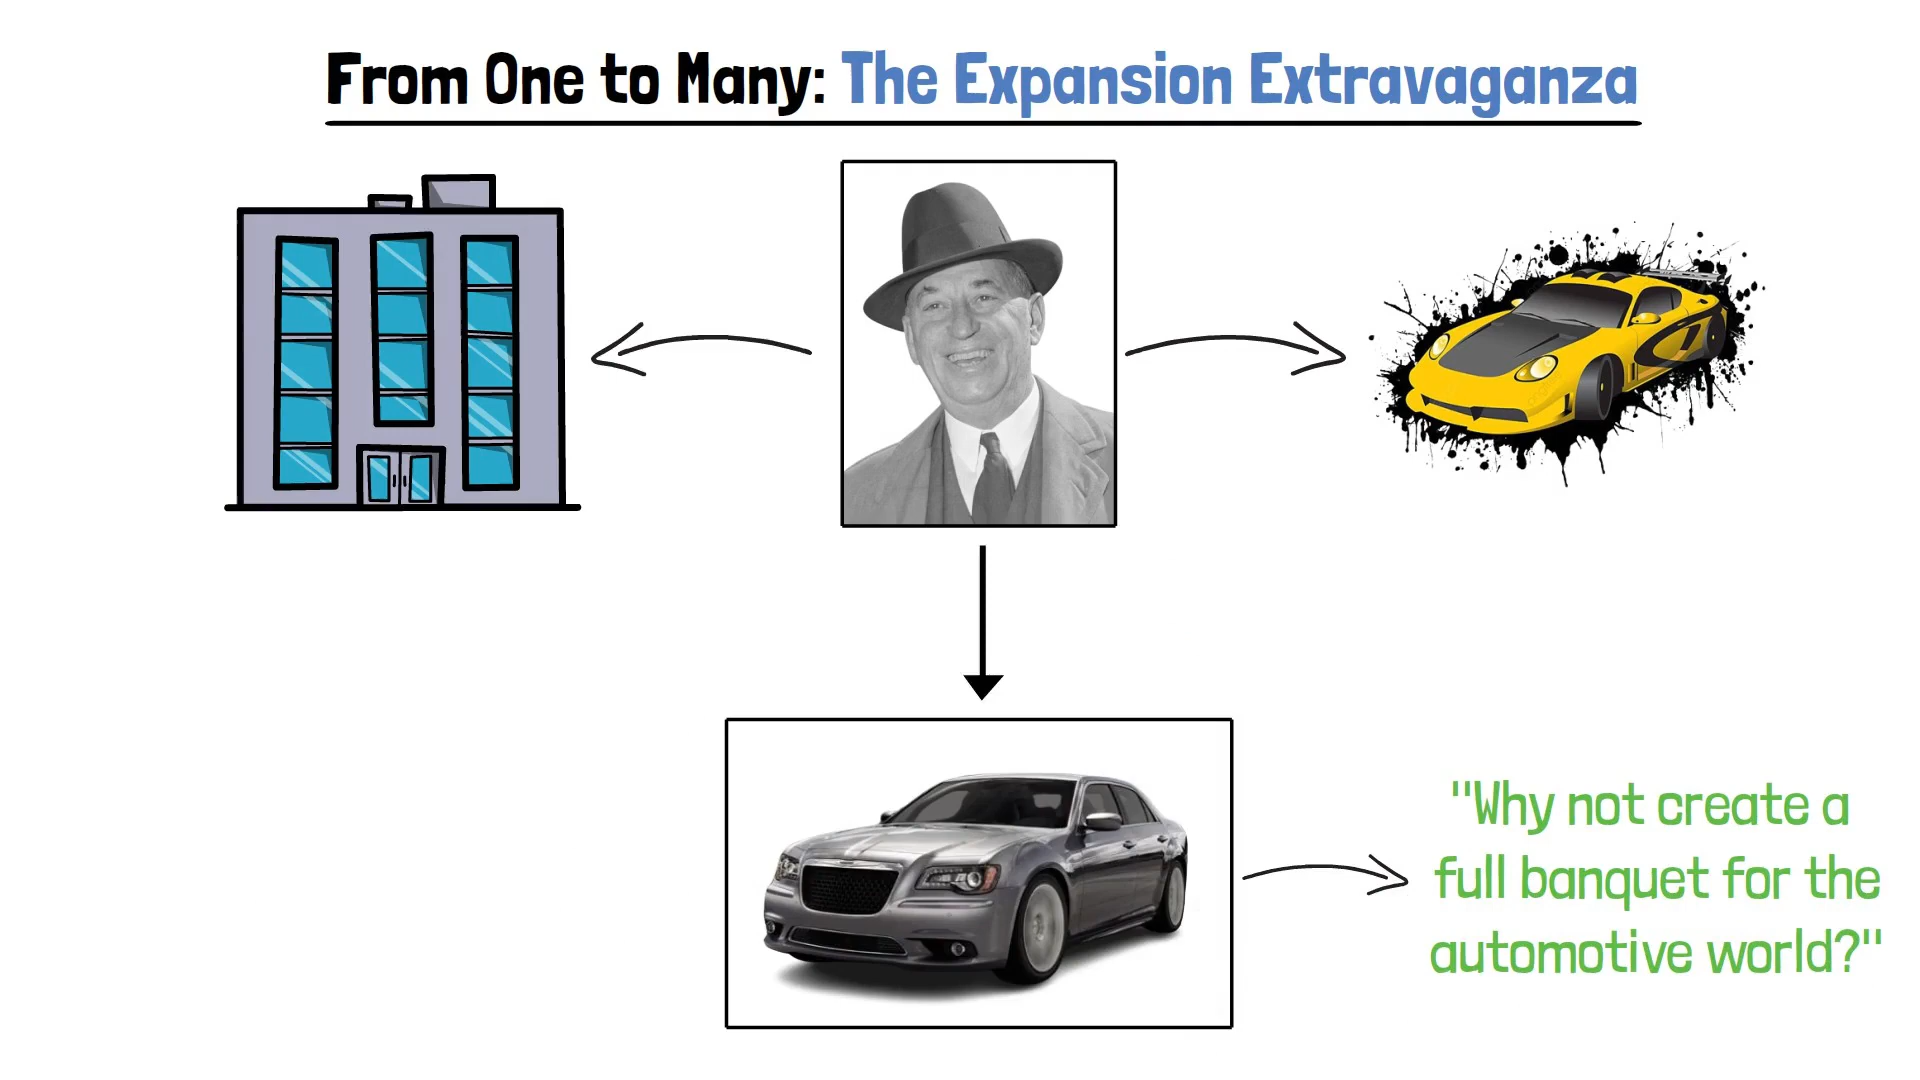 From One to Many: The Expansion Extravaganza
"Why not create a
full banquet for the
automotive world?"